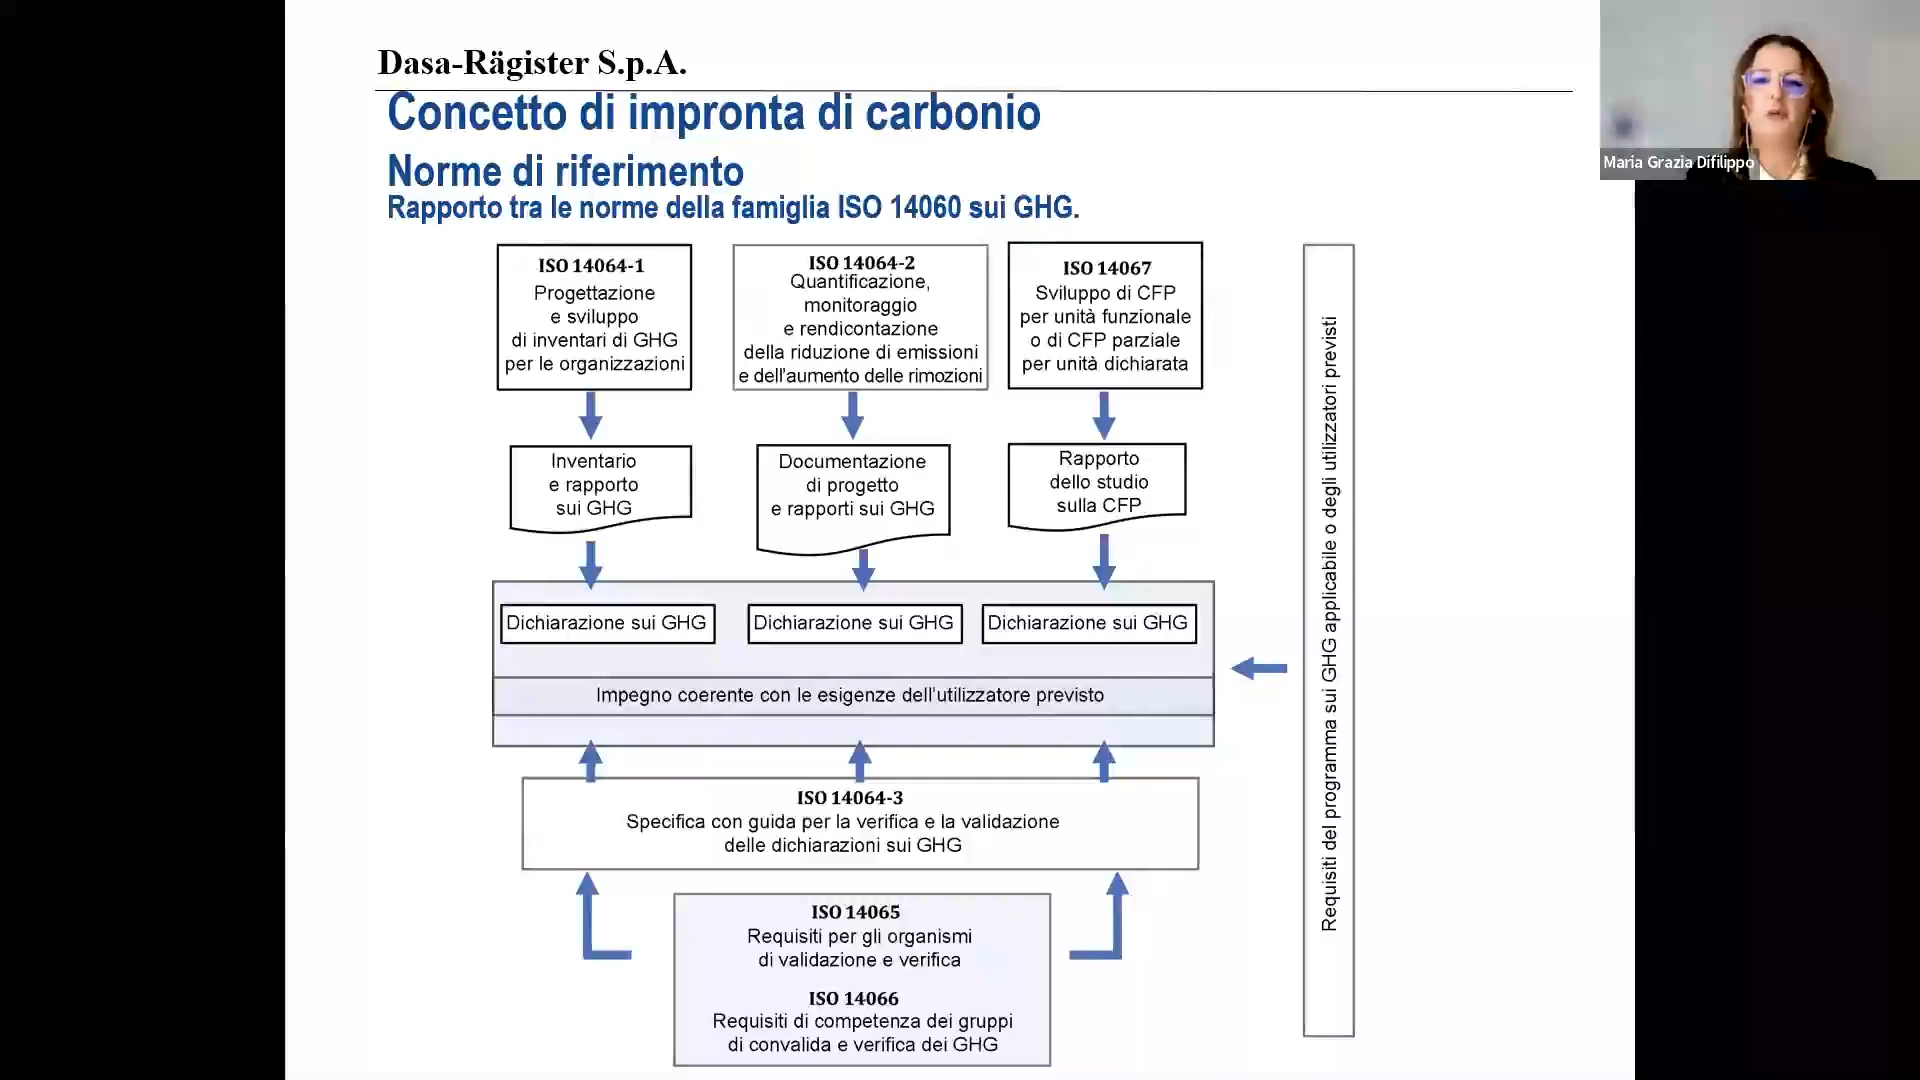 Dasa-Rägister S.p.A.
Concetto di impronta di carbonio
Norme di riferimento
Rapporto tra le norme della famiglia ISO 14060 sui GHG.
Maria Grazia Difilippo
ISO 14064-1
Progettazione
e sviluppo
di inventari di GHG
per le organizzazioni
ISO 14064-2
Quantificazione,
monitoraggio
e rendicontazione
della riduzione di emissioni
e dell'aumento delle rimozioni
ISO 14067
Sviluppo di CFP
per unità funzionale
o di CFP parziale
per unità dichiarata
Inventario
e rapporto
sui GHG
Documentazione
di progetto
e rapporti sui GHG
Rapporto
dello studio
sulla CFP
Dichiarazione sui GHG
Dichiarazione sui GHG
Dichiarazione sui GHG
Impegno coerente con le esigenze dell'utilizzatore previsto
ISO 14064-3
Specifica con guida per la verifica e la validazione
delle dichiarazioni sui GHG
ISO 14065
Requisiti per gli organismi
di validazione e verifica
ISO 14066
Requisiti di competenza dei gruppi
di convalida e verifica dei GHG
Requisiti del programma sui GHG applicabile o degli utilizzatori previsti